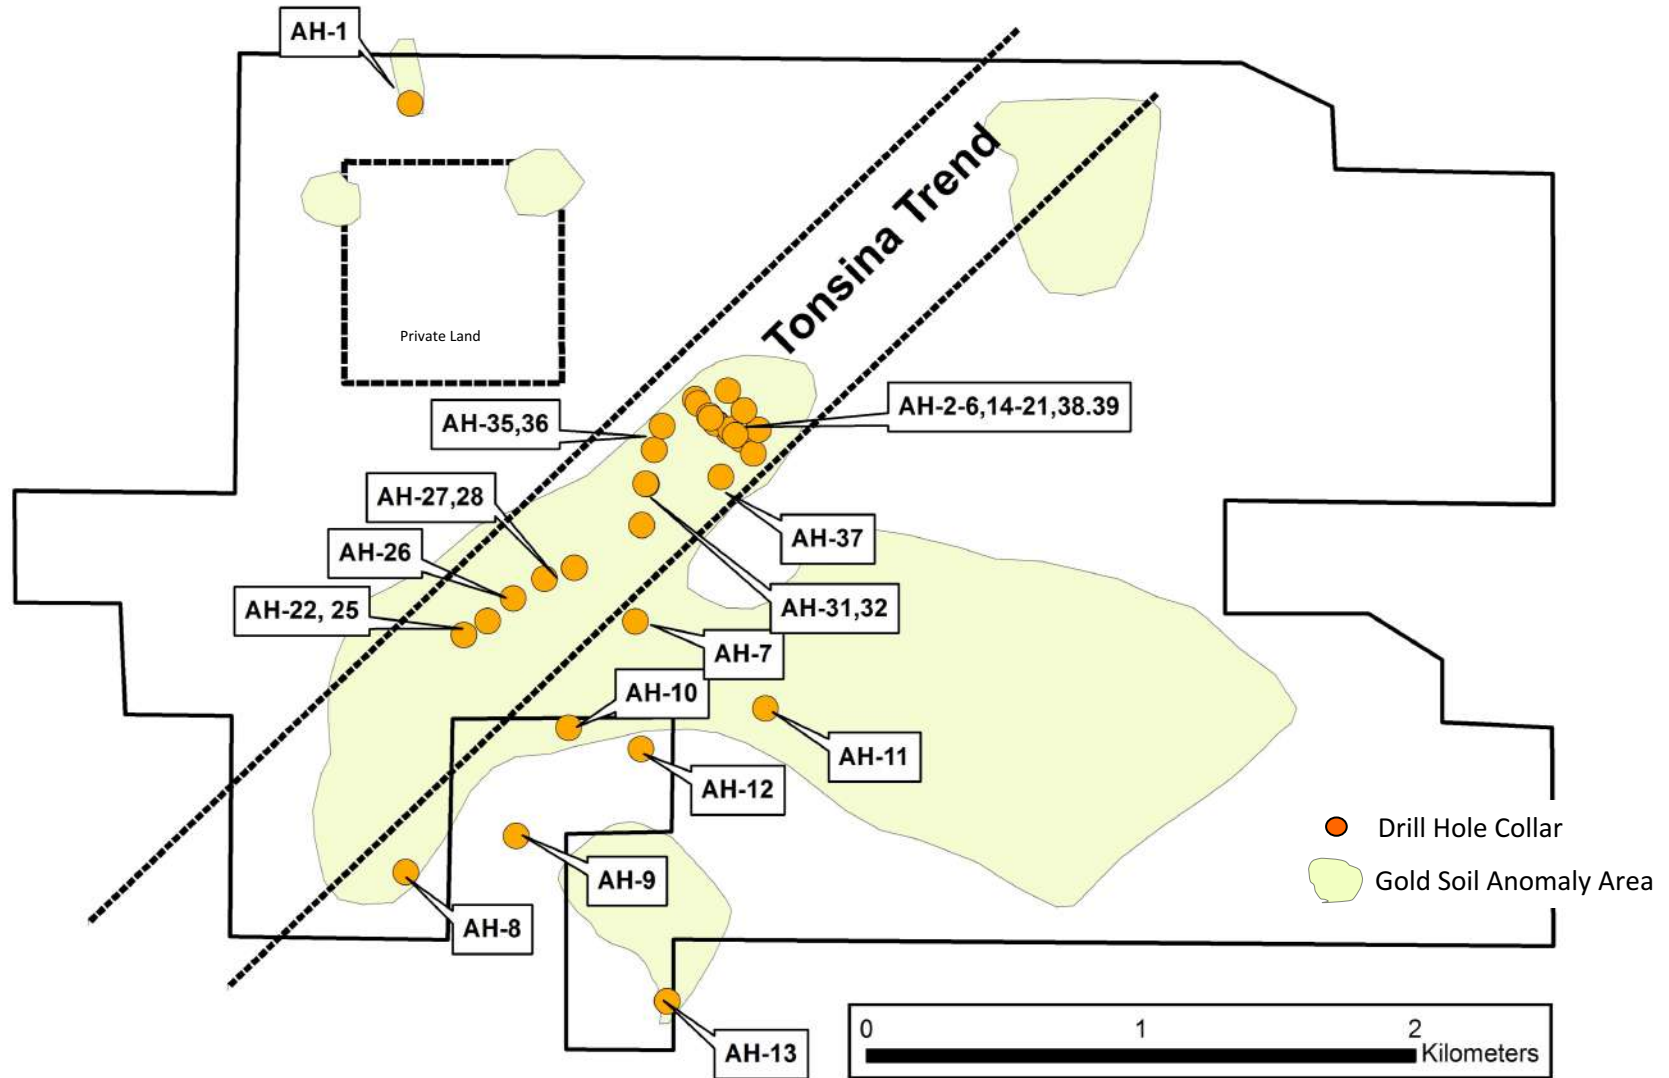 AH-1
Tonsina Trend
Private Land
AH-2-6,14-21,38.39
AH-35,36
AH-27,28
AH-37
AH-26
AH-31,32
AH-22, 25
AH-7
AH-10
AH-11
AH-12
Drill Hole Collar
AH-9
Gold Soil Anomaly Area
AH-8
0 1 2
Kilometers
AH-13